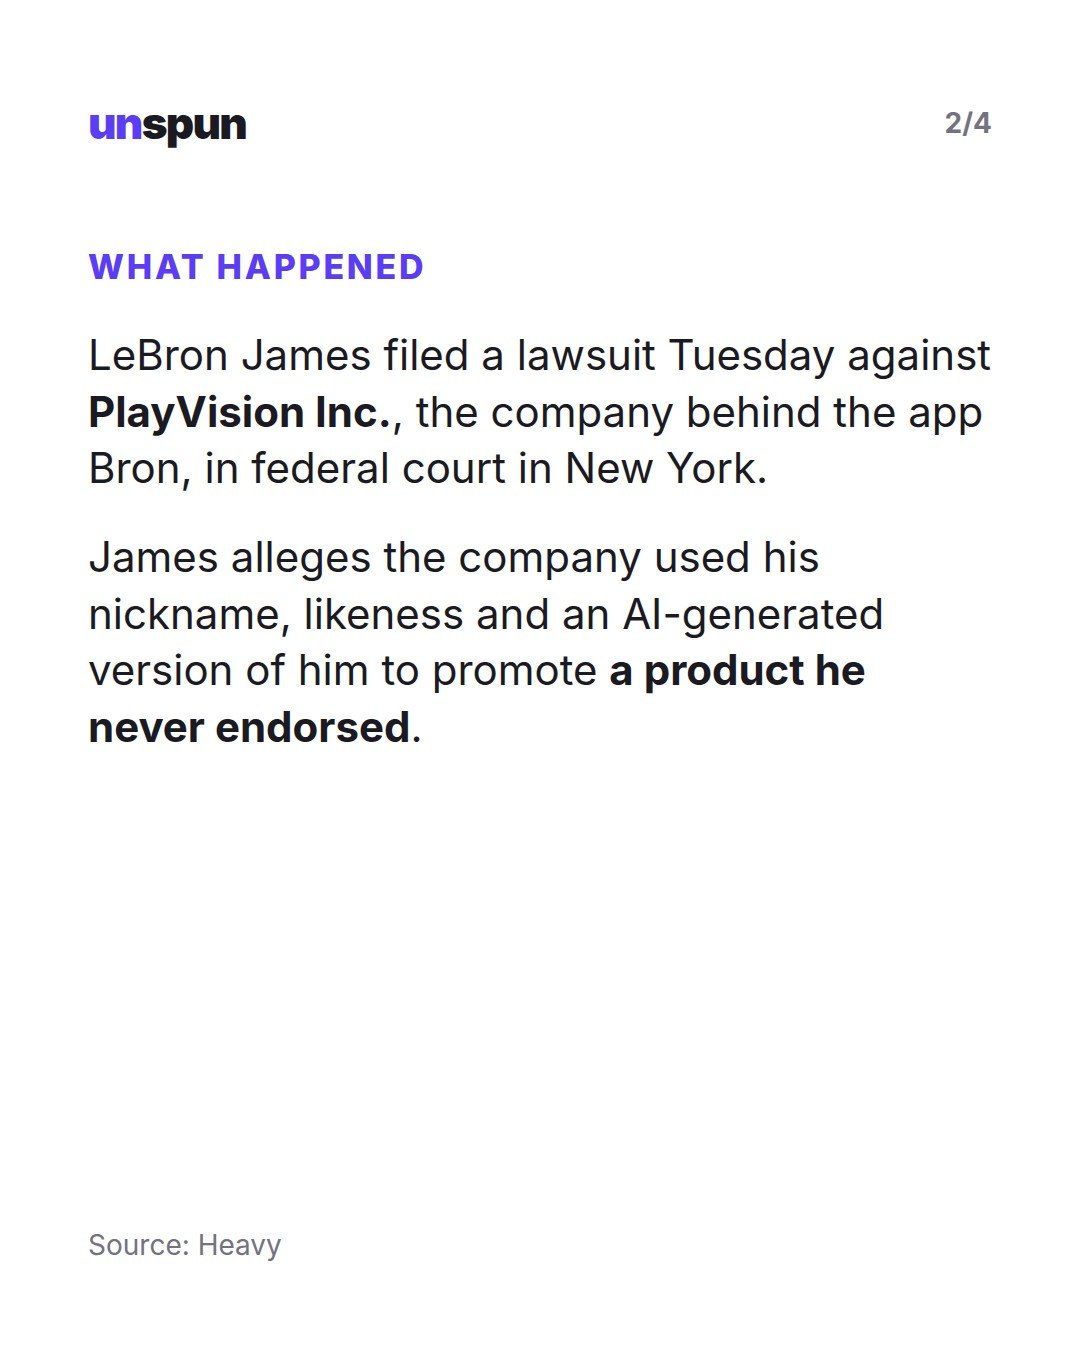 unspun
2/4
WHAT HAPPENED
LeBron James filed a lawsuit Tuesday against
PlayVision Inc., the company behind the app
Bron, in federal court in New York.
James alleges the company used his
nickname, likeness and an AI-generated
version of him to promote a product he
never endorsed.
Source: Heavy